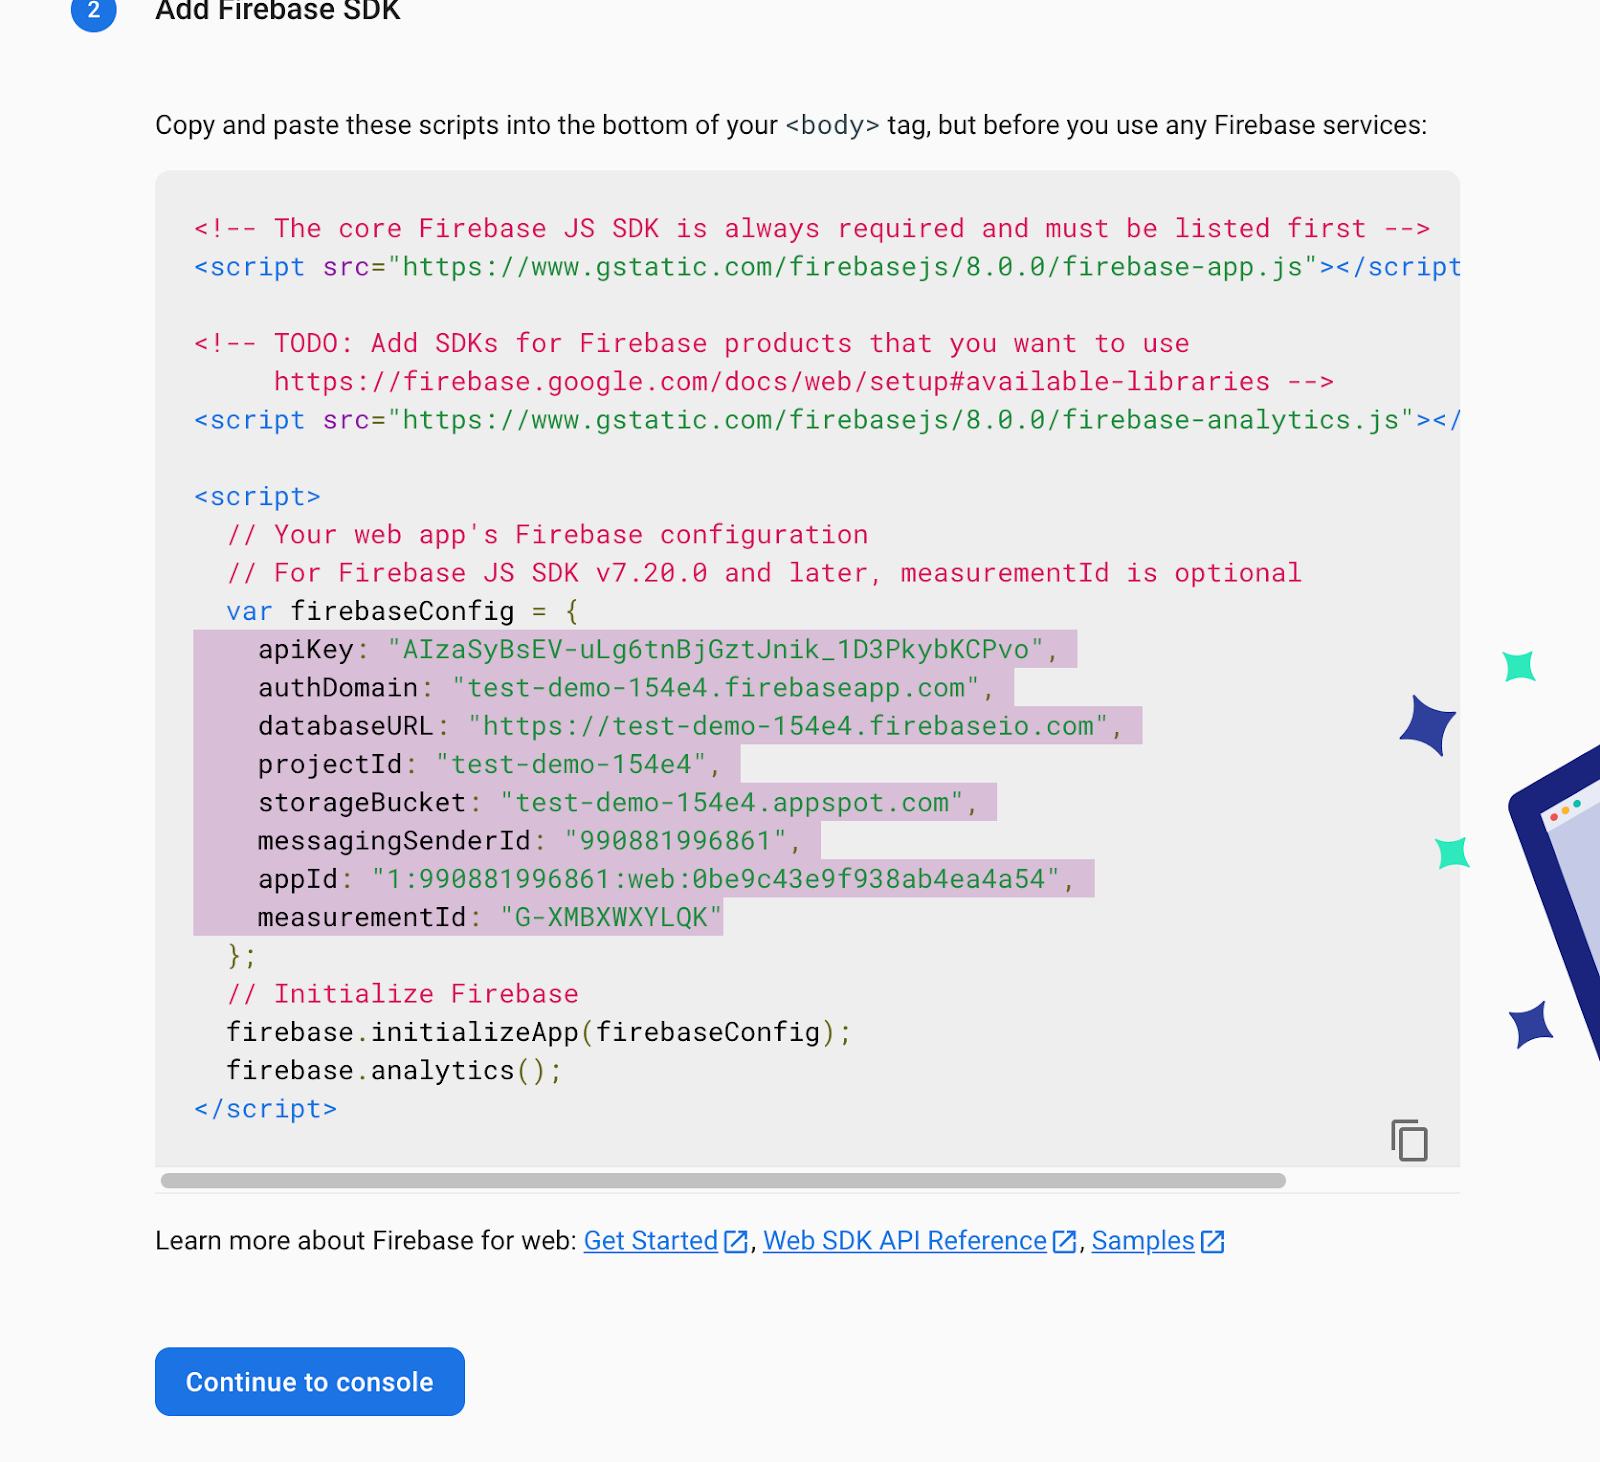 2 Add Firebase SDK
Copy and paste these scripts into the bottom of your <body> tag, but before you use any Firebase services:
<!-- The core Firebase JS SDK is always required and must be listed first -->
<script src="https://www.gstatic.com/firebasejs/8.0.0/firebase-app.js"></script
<!-- TODO: Add SDKs for Firebase products that you want to use
https://firebase.google.com/docs/web/setup#available-libraries -->
<script src="https://www.gstatic.com/firebasejs/8.0.0/firebase-analytics.js"></
<script>
// Your web app's Firebase configuration
// For Firebase JS SDK v7.20.0 and later, measurementId is optional
var firebaseConfig = {
apiKey: "AIzaSyBsEV-uLg6tnBjGztJnik_1D3PkybKCPvo",
authDomain: "test-demo-154e4.firebaseapp.com",
databaseURL: "https://test-demo-154e4.firebaseio.com",
projectId: "test-demo-154e4",
storageBucket: "test-demo-154e4.appspot.com",
messagingSenderId: "990881996861",
appId: "1:990881996861:web:0be9c43e9f938ab4ea4a54",
measurementId: "G-XMBXWXYLQK"
};
// Initialize Firebase
firebase.initializeApp(firebaseConfig);
firebase.analytics();
</script>
Learn more about Firebase for web: Get Started, Web SDK API Reference, Samples
Continue to console